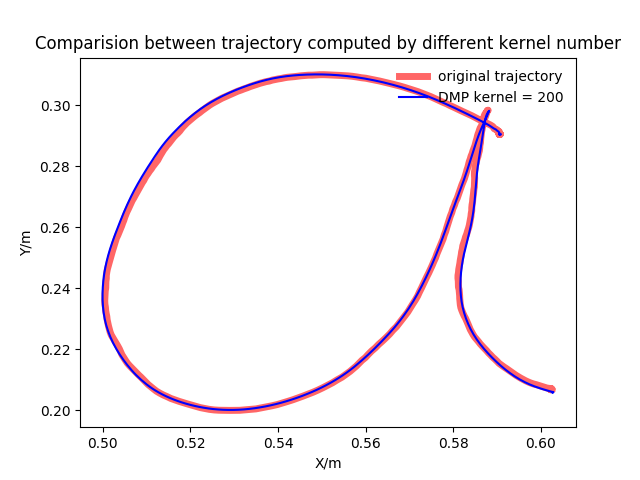 Comparision between trajectory computed by different kernel number
original trajectory
DMP kernel = 200
0.30
0.28
0.26
0.24
0.22
0.20
Y/m
0.50 0.52 0.54 0.56 0.58 0.60
X/m